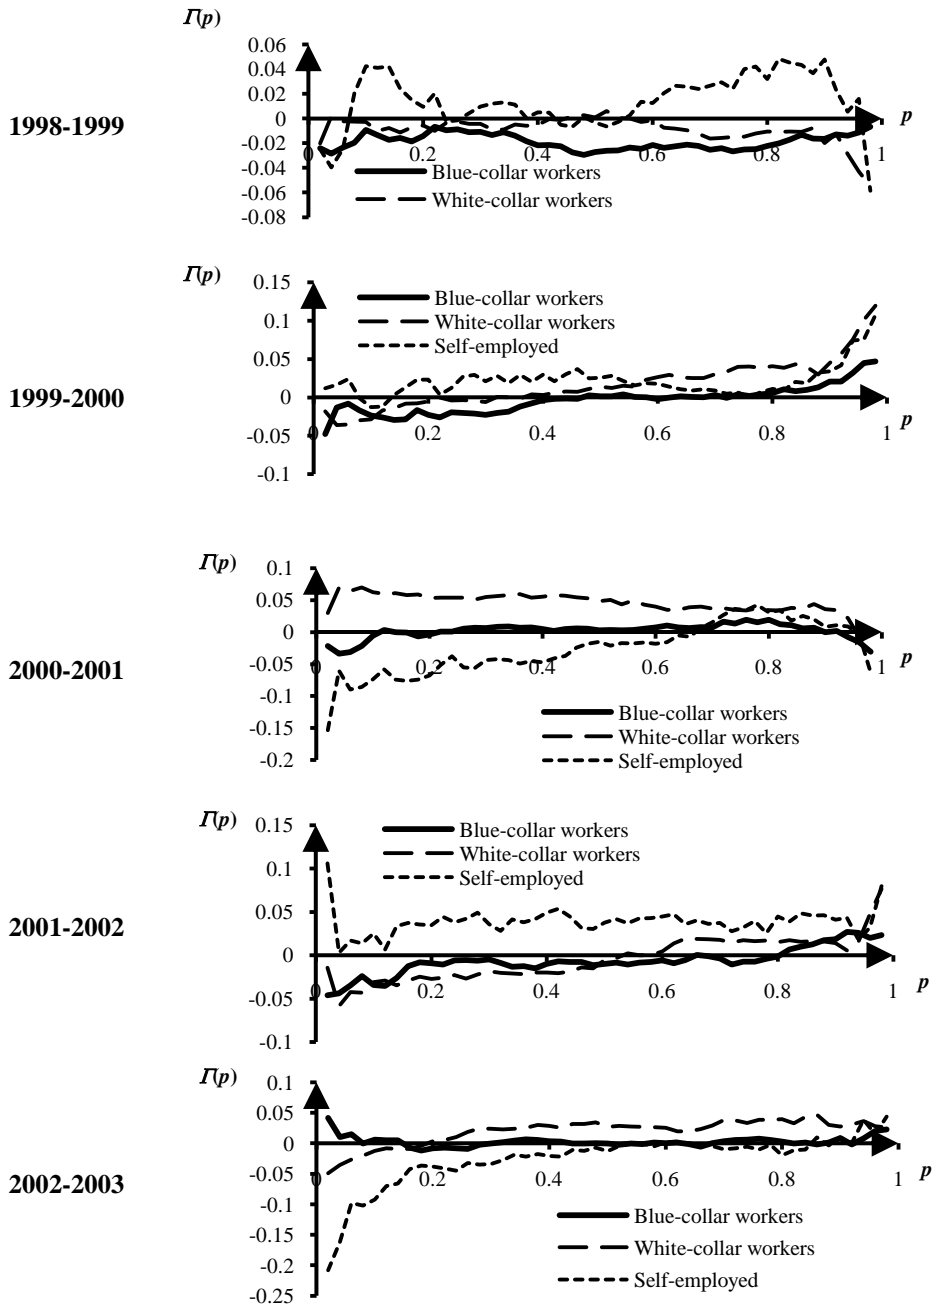 Γ(p)
0.06
0.04
0.02
0
-0.02
-0.04
-0.06
-0.08
0 0.2 0.4 0.6 0.8 1
p
1998-1999
Blue-collar workers
White-collar workers
Γ(p)
0.15
0.1
0.05
0
-0.05
-0.1
0 0.2 0.4 0.6 0.8 1
p
1999-2000
Blue-collar workers
White-collar workers
Self-employed
Γ(p)
0.1
0.05
0
-0.05
-0.1
-0.15
-0.2
0 0.2 0.4 0.6 0.8 1
p
2000-2001
Blue-collar workers
White-collar workers
Self-employed
Γ(p)
0.15
0.1
0.05
0
-0.05
-0.1
0 0.2 0.4 0.6 0.8 1
p
2001-2002
Blue-collar workers
White-collar workers
Self-employed
Γ(p)
0.1
0.05
0
-0.05
-0.1
-0.15
-0.2
-0.25
0 0.2 0.4 0.6 0.8 1
p
2002-2003
Blue-collar workers
White-collar workers
Self-employed